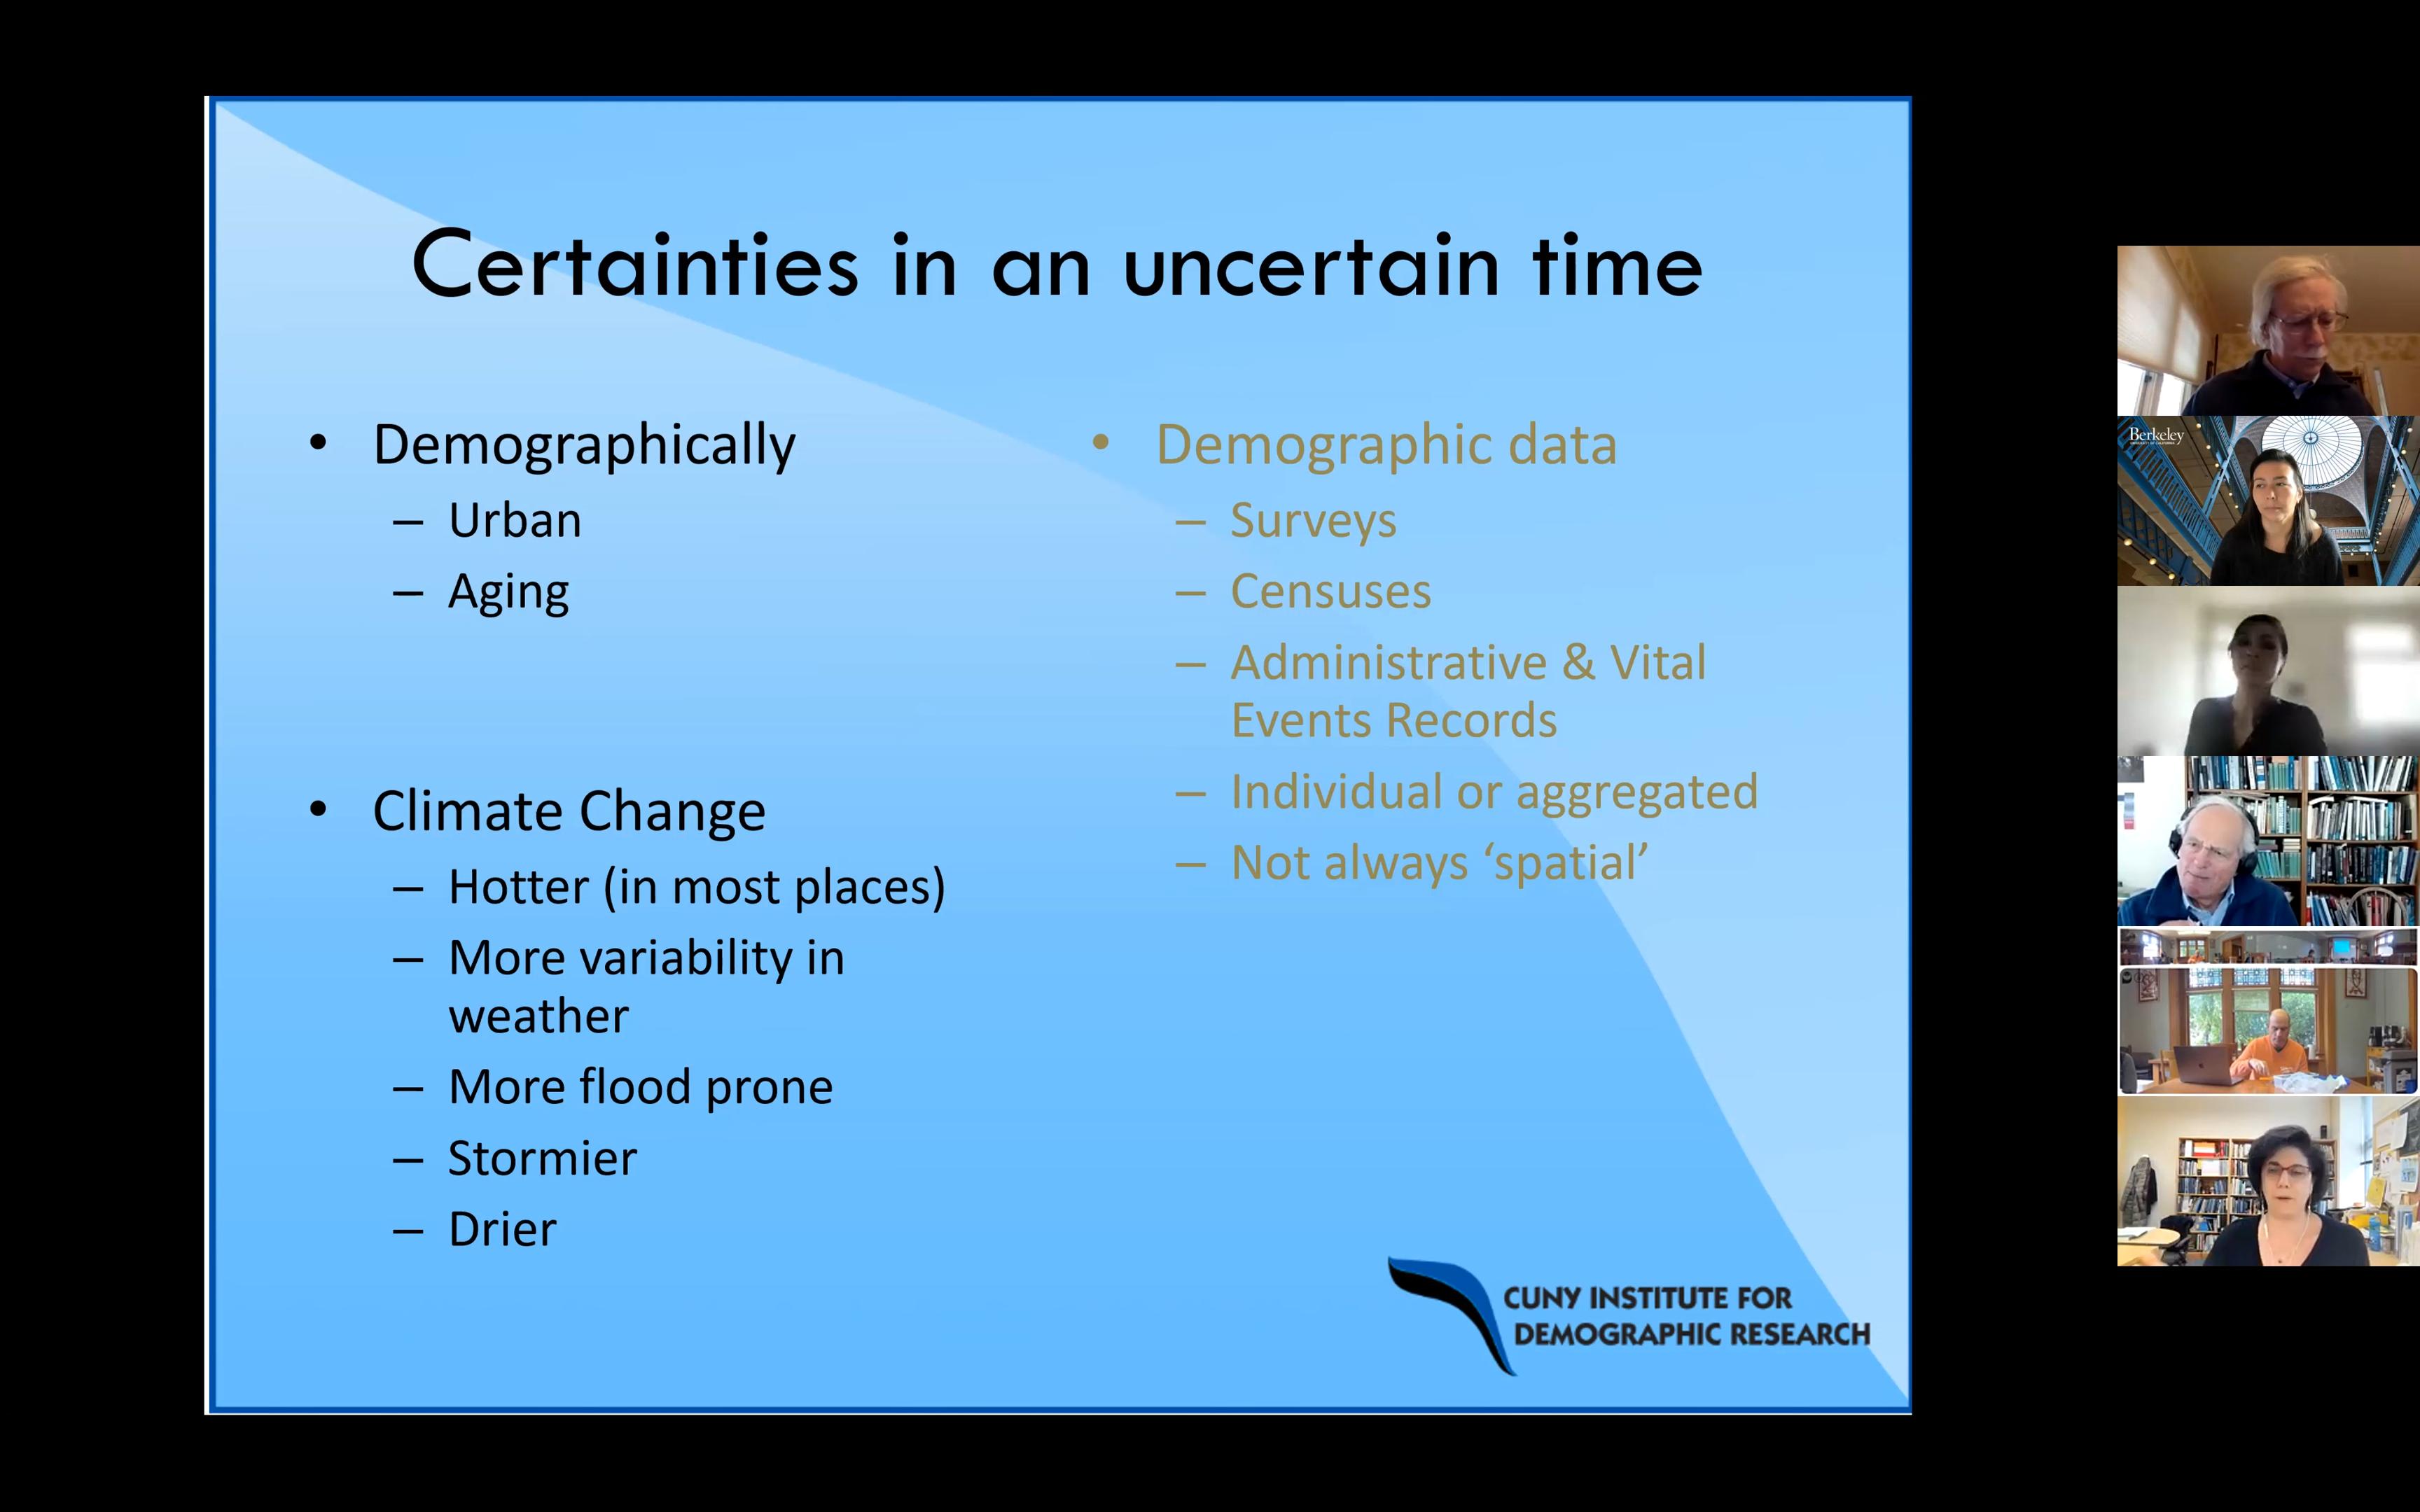 Certainties in an uncertain time
• Demographically
– Urban
– Aging
• Climate Change
– Hotter (in most places)
– More variability in
weather
– More flood prone
– Stormier
– Drier
• Demographic data
– Surveys
– Censuses
– Administrative & Vital
Events Records
– Individual or aggregated
– Not always ‘spatial’
CUNY INSTITUTE FOR
DEMOGRAPHIC RESEARCH
Berkeley